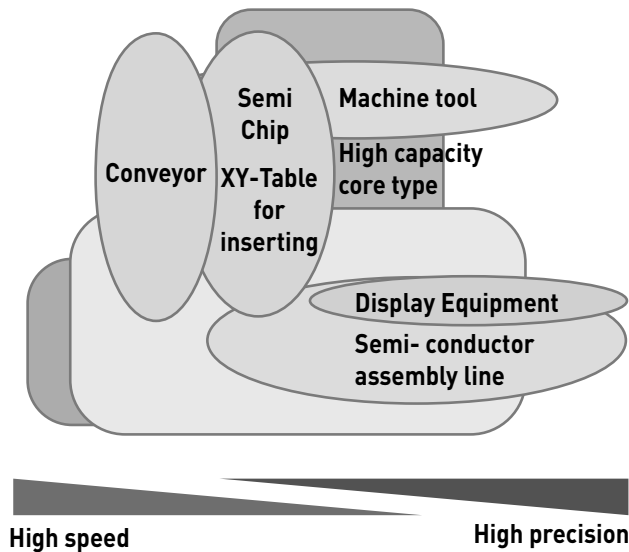 Semi
Chip
XY-Table
for
inserting
Conveyor
Machine tool
High capacity
core type
Display Equipment
Semi- conductor
assembly line
High speed
High precision